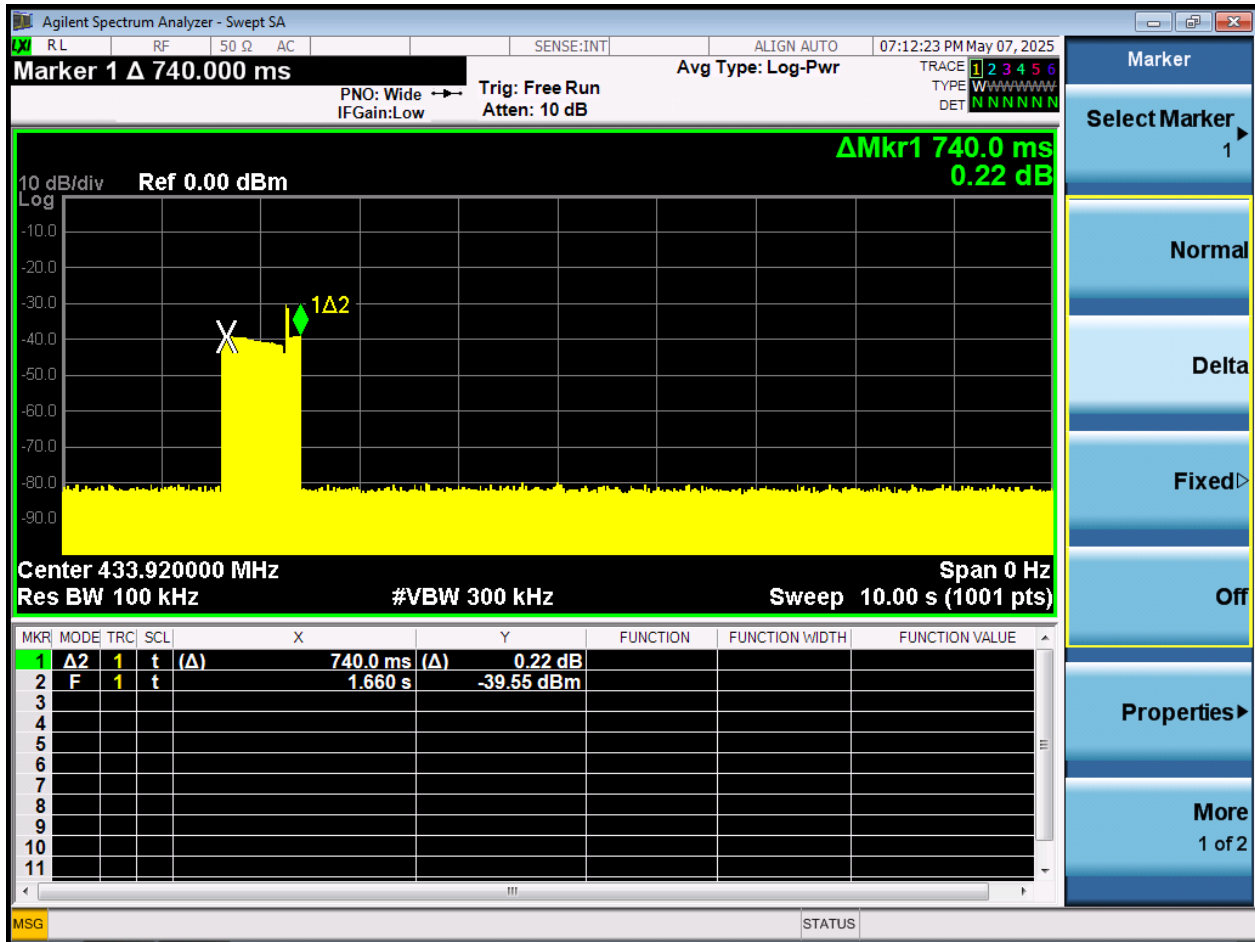 Agilent Spectrum Analyzer - Swept SA
LXI RL RF 50 Ω AC SENSE:INT ALIGN AUTO 07:12:23 PM May 07, 2025
Marker 1 Δ 740.000 ms
PNO: Wide
IFGain:Low
Trig: Free Run
Atten: 10 dB
Avg Type: Log-Pwr
TRACE 1 2 3 4 5 6
TYPE WWWWWW
DET N N N N N N
ΔMkr1 740.0 ms
0.22 dB
10 dB/div Ref 0.00 dBm
Log
-10.0
-20.0
-30.0
-40.0
-50.0
-60.0
-70.0
-80.0
-90.0
X
1Δ2
Center 433.920000 MHz Span 0 Hz
Res BW 100 kHz #VBW 300 kHz Sweep 10.00 s (1001 pts)
MKR MODE TRC SCL X Y FUNCTION FUNCTION WIDTH FUNCTION VALUE
1 Δ2 1 t (Δ) 740.0 ms (Δ) 0.22 dB
2 F 1 t 1.660 s -39.55 dBm
3
4
5
6
7
8
9
10
11
MSG STATUS
Marker
Select Marker
1
Normal
Delta
Fixed
Off
Properties
More
1 of 2